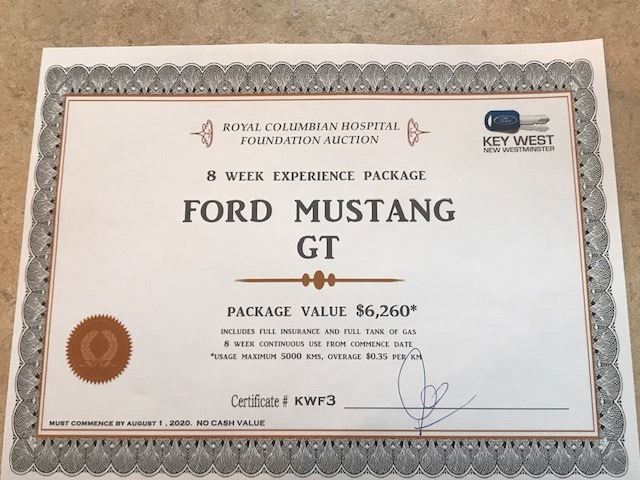 ROYAL COLUMBIAN HOSPITAL
FOUNDATION AUCTION
Ford
KEY WEST
NEW WESTMINSTER
8 WEEK EXPERIENCE PACKAGE
FORD MUSTANG
GT
PACKAGE VALUE $6,260*
INCLUDES FULL INSURANCE AND FULL TANK OF GAS
8 WEEK CONTINUOUS USE FROM COMMENCE DATE
*USAGE MAXIMUM 5000 KMS, OVERAGE $0.35 PER KM
Certificate # KWF3
MUST COMMENCE BY AUGUST 1, 2020. NO CASH VALUE